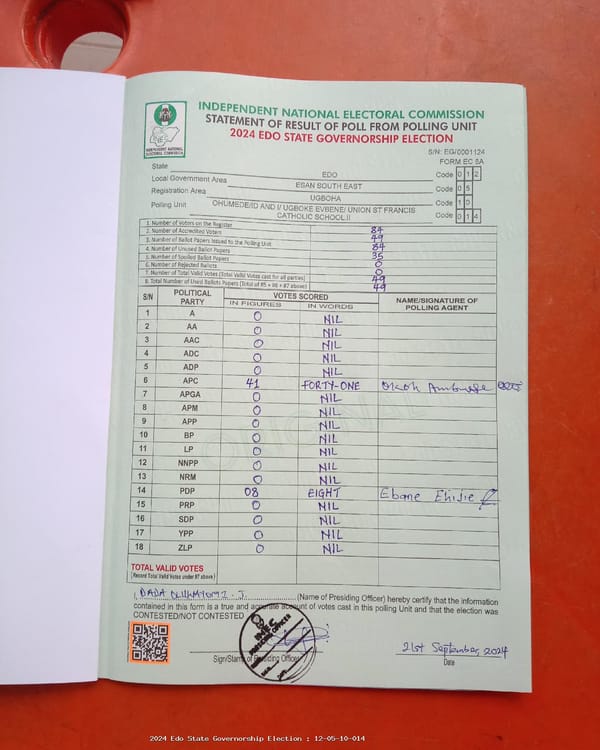 INDEPENDENT NATIONAL ELECTORAL COMMISSION
STATEMENT OF RESULT OF POLL FROM POLLING UNIT
2024 EDO STATE GOVERNORSHIP ELECTION
INDEPENDENT NATIONAL ELECTORAL COMMISSION
S/N: EG/0001124
FORM EC 8A
State EDO Code 0 1 2
Local Government Area ESAN SOUTH EAST Code 0 5
Registration Area UGBOHA Code 1 0
Polling Unit OHUMEDE/ID AND I/ UGBOKE EVBENE/ UNION ST FRANCIS CATHOLIC SCHOOL II Code 0 1 4
1. Number of Voters on the Register 84
2. Number of Accredited Voters 49
3. Number of Ballot Papers Issued to the Polling Unit 84
4. Number of Unused Ballot Papers 35
5. Number of Spoiled Ballot Papers 0
6. Number of Rejected Ballots 0
7. Number of Total Valid Votes (Total Valid Votes cast for all parties) 49
8. Total Number of Used Ballots Papers (Total of #5 + #6 + #7 above) 49
S/N POLITICAL PARTY VOTES SCORED NAME/SIGNATURE OF POLLING AGENT
IN FIGURES IN WORDS
1 A 0 NIL
2 AA 0 NIL
3 AAC 0 NIL
4 ADC 0 NIL
5 ADP 0 NIL
6 APC 41 FORTY-ONE Okoh Ambrose
7 APGA 0 NIL
8 APM 0 NIL
9 APP 0 NIL
10 BP 0 NIL
11 LP 0 NIL
12 NNPP 0 NIL
13 NRM 0 NIL
14 PDP 08 EIGHT Ebane Ehisie
15 PRP 0 NIL
16 SDP 0 NIL
17 YPP 0 NIL
18 ZLP 0 NIL
TOTAL VALID VOTES
(Record Total Valid Votes under #7 above)
I, DADA OLUWATOMI. J. (Name of Presiding Officer) hereby certify that the information
contained in this form is a true and accurate account of votes cast in this polling Unit and that the election was
CONTESTED/NOT CONTESTED
INEC
Sign/Stamp of Presiding Officer
21st September, 2024
Date
2024 Edo State Governorship Election : 12-05-10-014